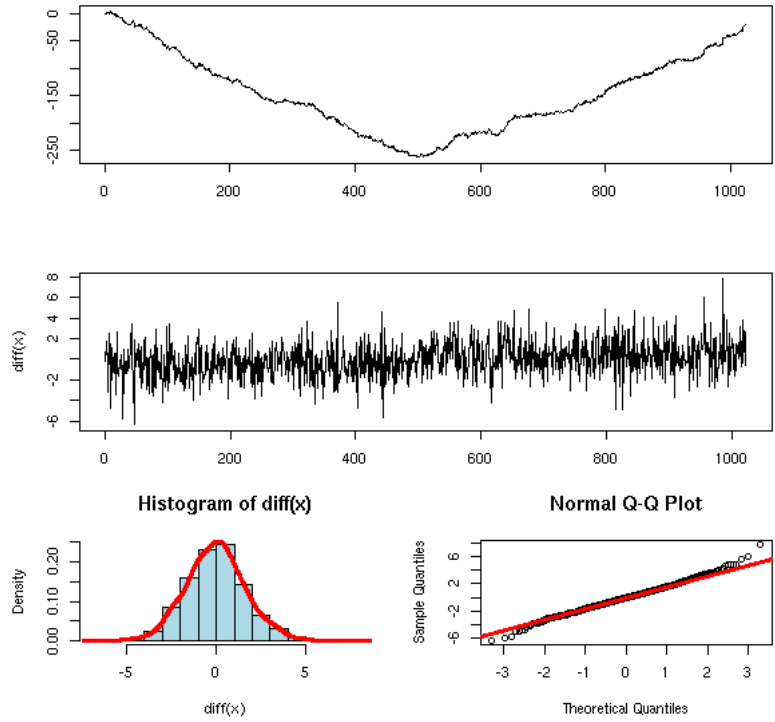 0
-50
-150
-250
0 200 400 600 800 1000
diff(x)
8
6
4
2
-2
-6
0 200 400 600 800 1000
Histogram of diff(x)
Density
0.20
0.10
0.00
-5 0 5
diff(x)
Normal Q-Q Plot
Sample Quantiles
6
2
-2
-6
-3 -2 -1 0 1 2 3
Theoretical Quantiles